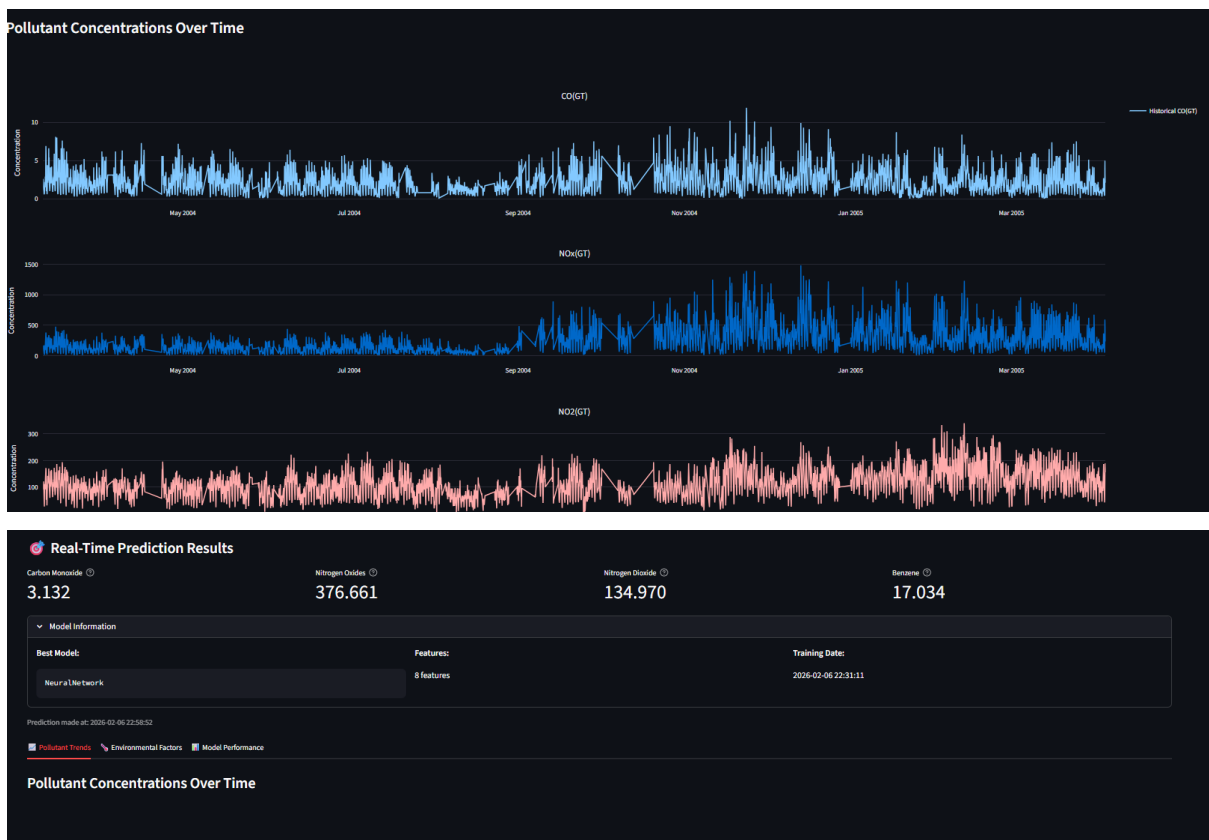 Pollutant Concentrations Over Time
CO(GT)
Historical CO(GT)
Concentration
10
5
0
May 2004 Jul 2004 Sep 2004 Nov 2004 Jan 2005 Mar 2005
NOx(GT)
Concentration
1500
1000
500
0
May 2004 Jul 2004 Sep 2004 Nov 2004 Jan 2005 Mar 2005
NO2(GT)
Concentration
300
200
100
Real-Time Prediction Results
Carbon Monoxide Nitrogen Oxides Nitrogen Dioxide Benzene
3.132 376.661 134.970 17.034
Model Information
Best Model: Features: Training Date:
NeuralNetwork 8 features 2026-02-06 22:31:11
Prediction made at: 2026-02-06 22:58:52
Pollutant Trends Environmental Factors Model Performance
Pollutant Concentrations Over Time